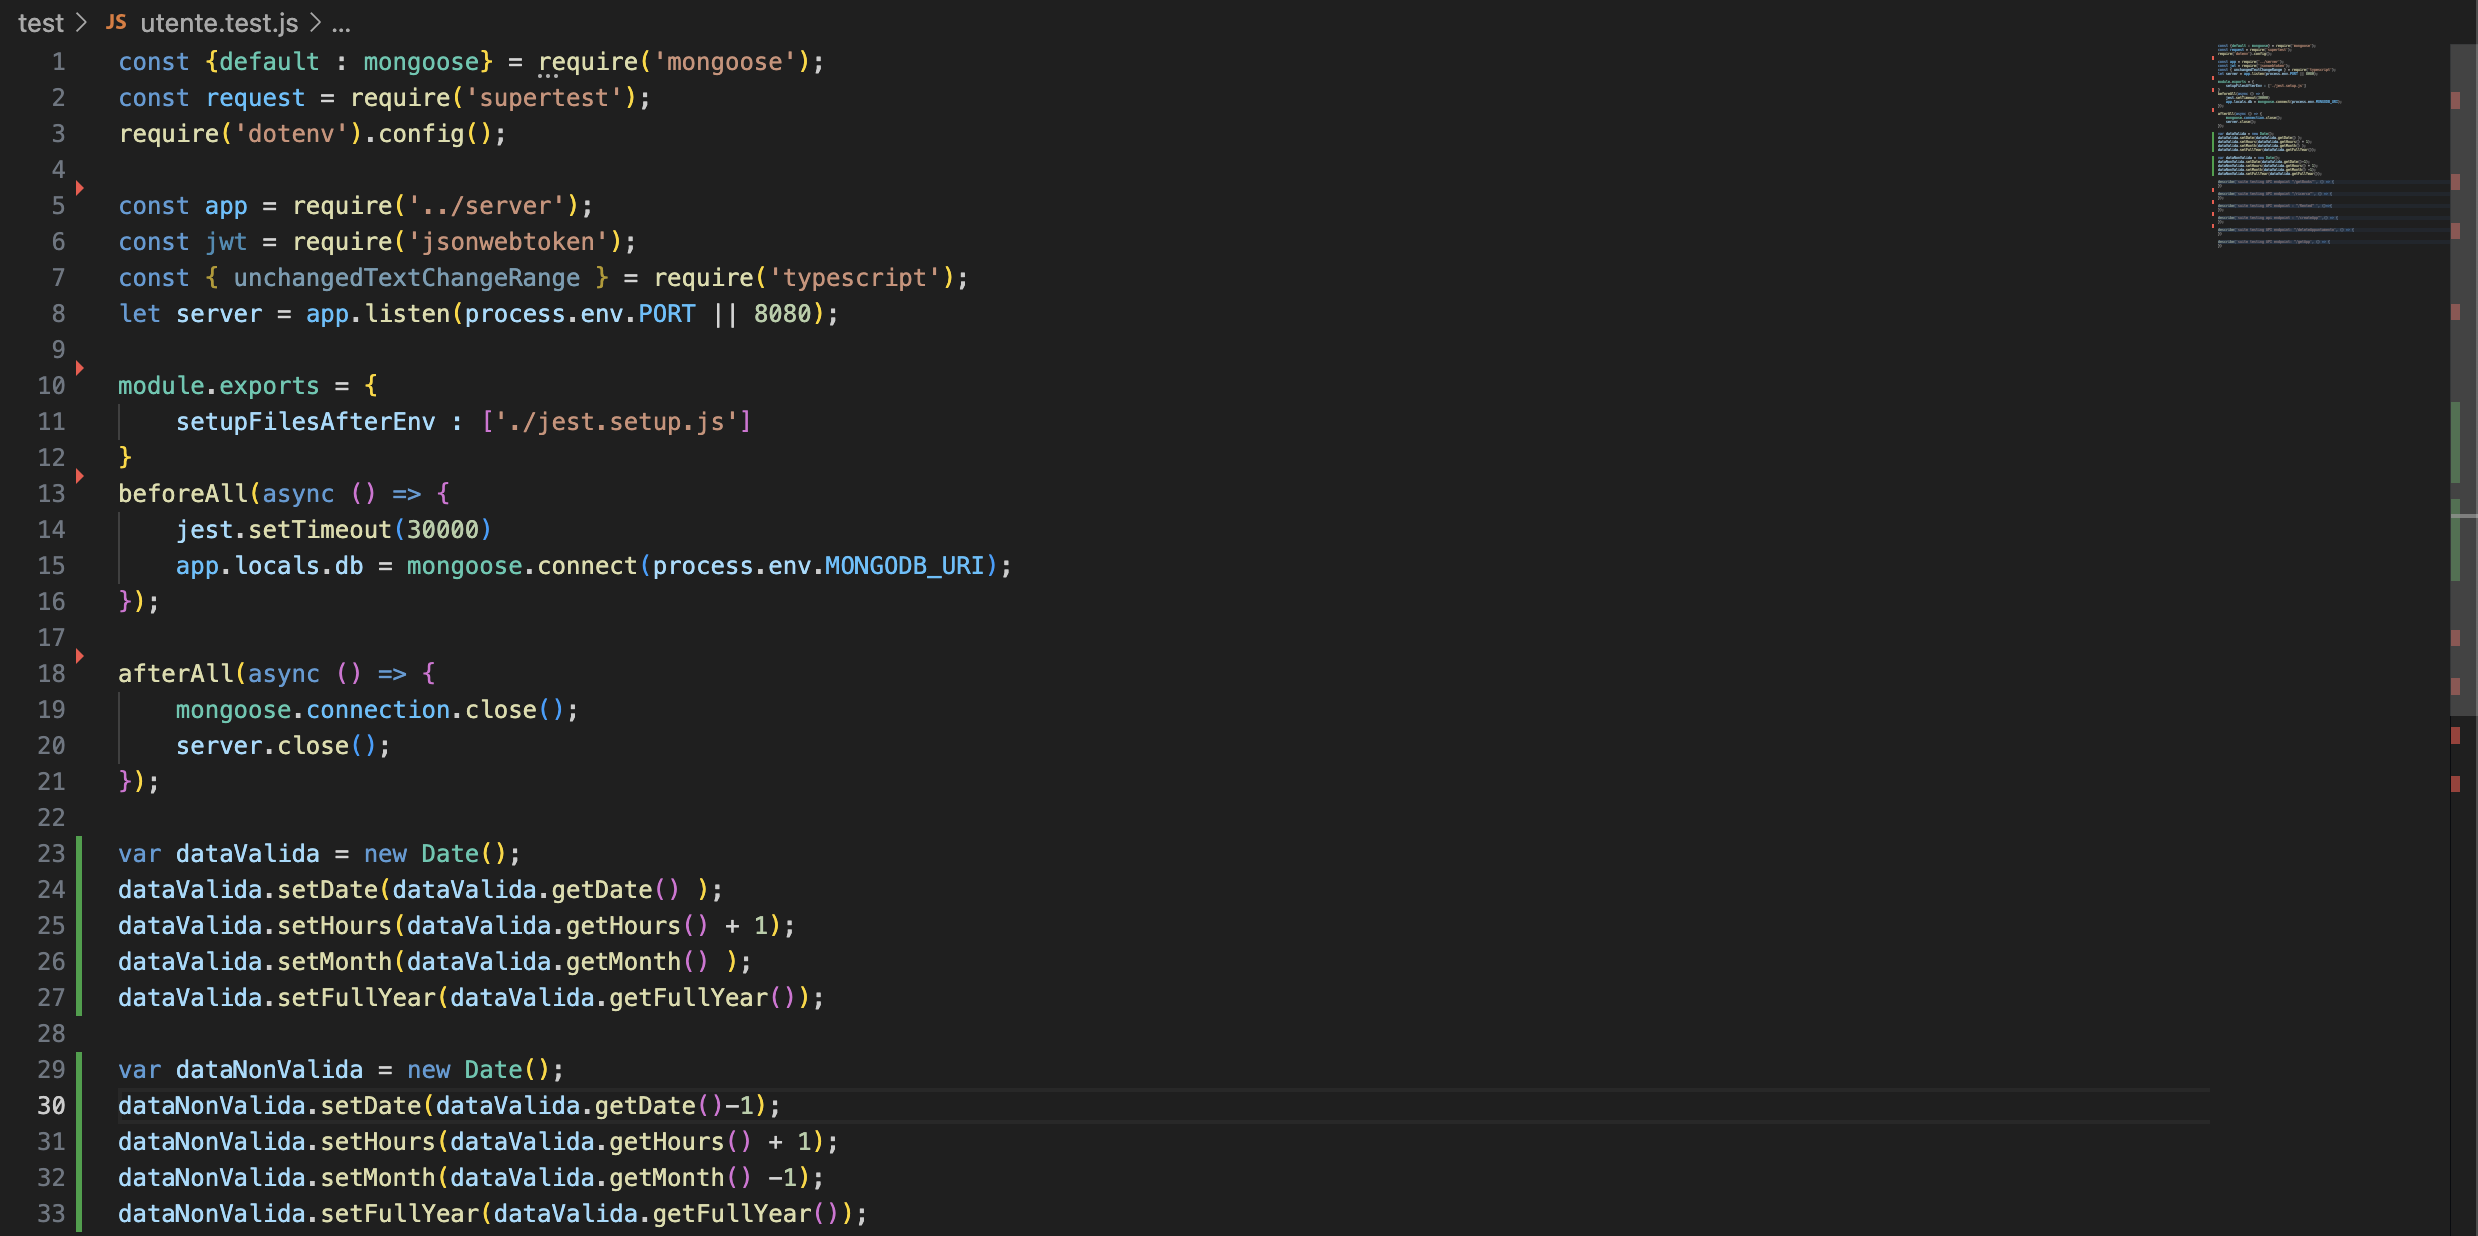 test > JS utente.test.js > ...
1 const {default : mongoose} = require('mongoose');
2 const request = require('supertest');
3 require('dotenv').config();
4
5 const app = require('../server');
6 const jwt = require('jsonwebtoken');
7 const { unchangedTextChangeRange } = require('typescript');
8 let server = app.listen(process.env.PORT || 8080);
9
10 module.exports = {
11     setupFilesAfterEnv : ['./jest.setup.js']
12 }
13 beforeAll(async () => {
14     jest.setTimeout(30000)
15     app.locals.db = mongoose.connect(process.env.MONGODB_URI);
16 });
17
18 afterAll(async () => {
19     mongoose.connection.close();
20     server.close();
21 });
22
23 var dataValida = new Date();
24 dataValida.setDate(dataValida.getDate() );
25 dataValida.setHours(dataValida.getHours() + 1);
26 dataValida.setMonth(dataValida.getMonth() );
27 dataValida.setFullYear(dataValida.getFullYear());
28
29 var dataNonValida = new Date();
30 dataNonValida.setDate(dataValida.getDate()-1);
31 dataNonValida.setHours(dataValida.getHours() + 1);
32 dataNonValida.setMonth(dataValida.getMonth() -1);
33 dataNonValida.setFullYear(dataValida.getFullYear());